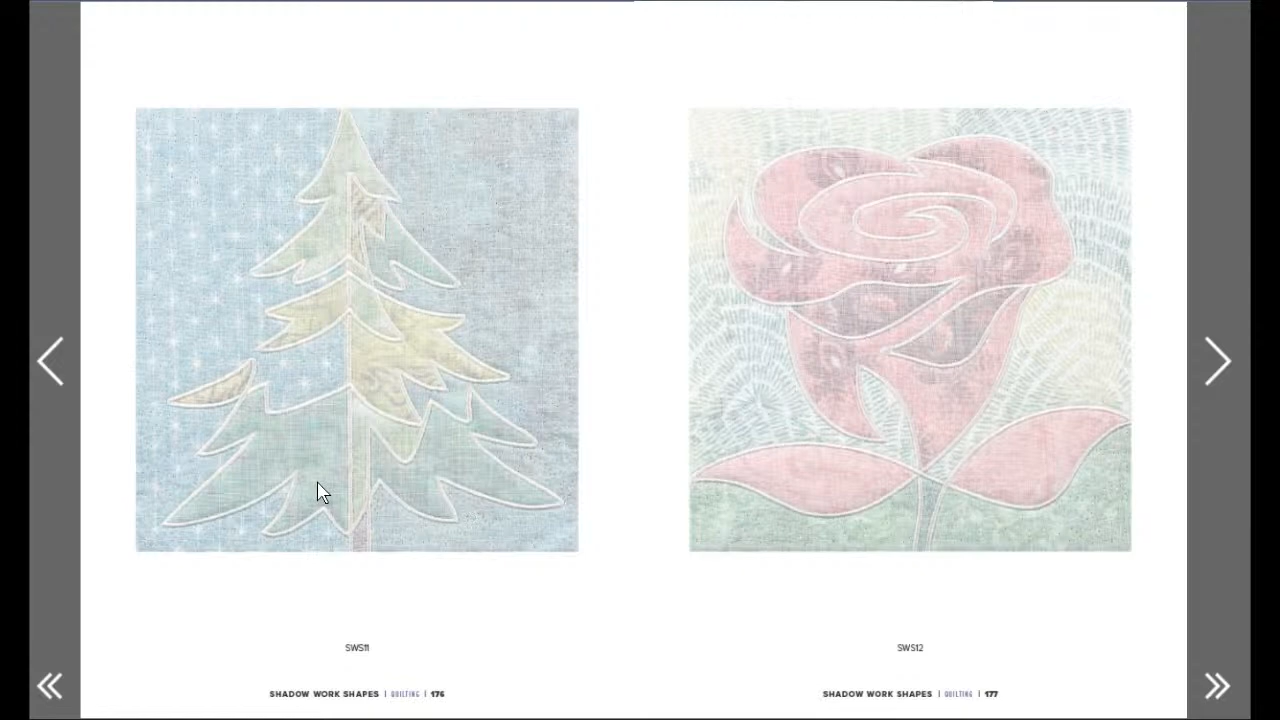 SWS11
SWS12
SHADOW WORK SHAPES | QUILTING | 176
SHADOW WORK SHAPES | QUILTING | 177